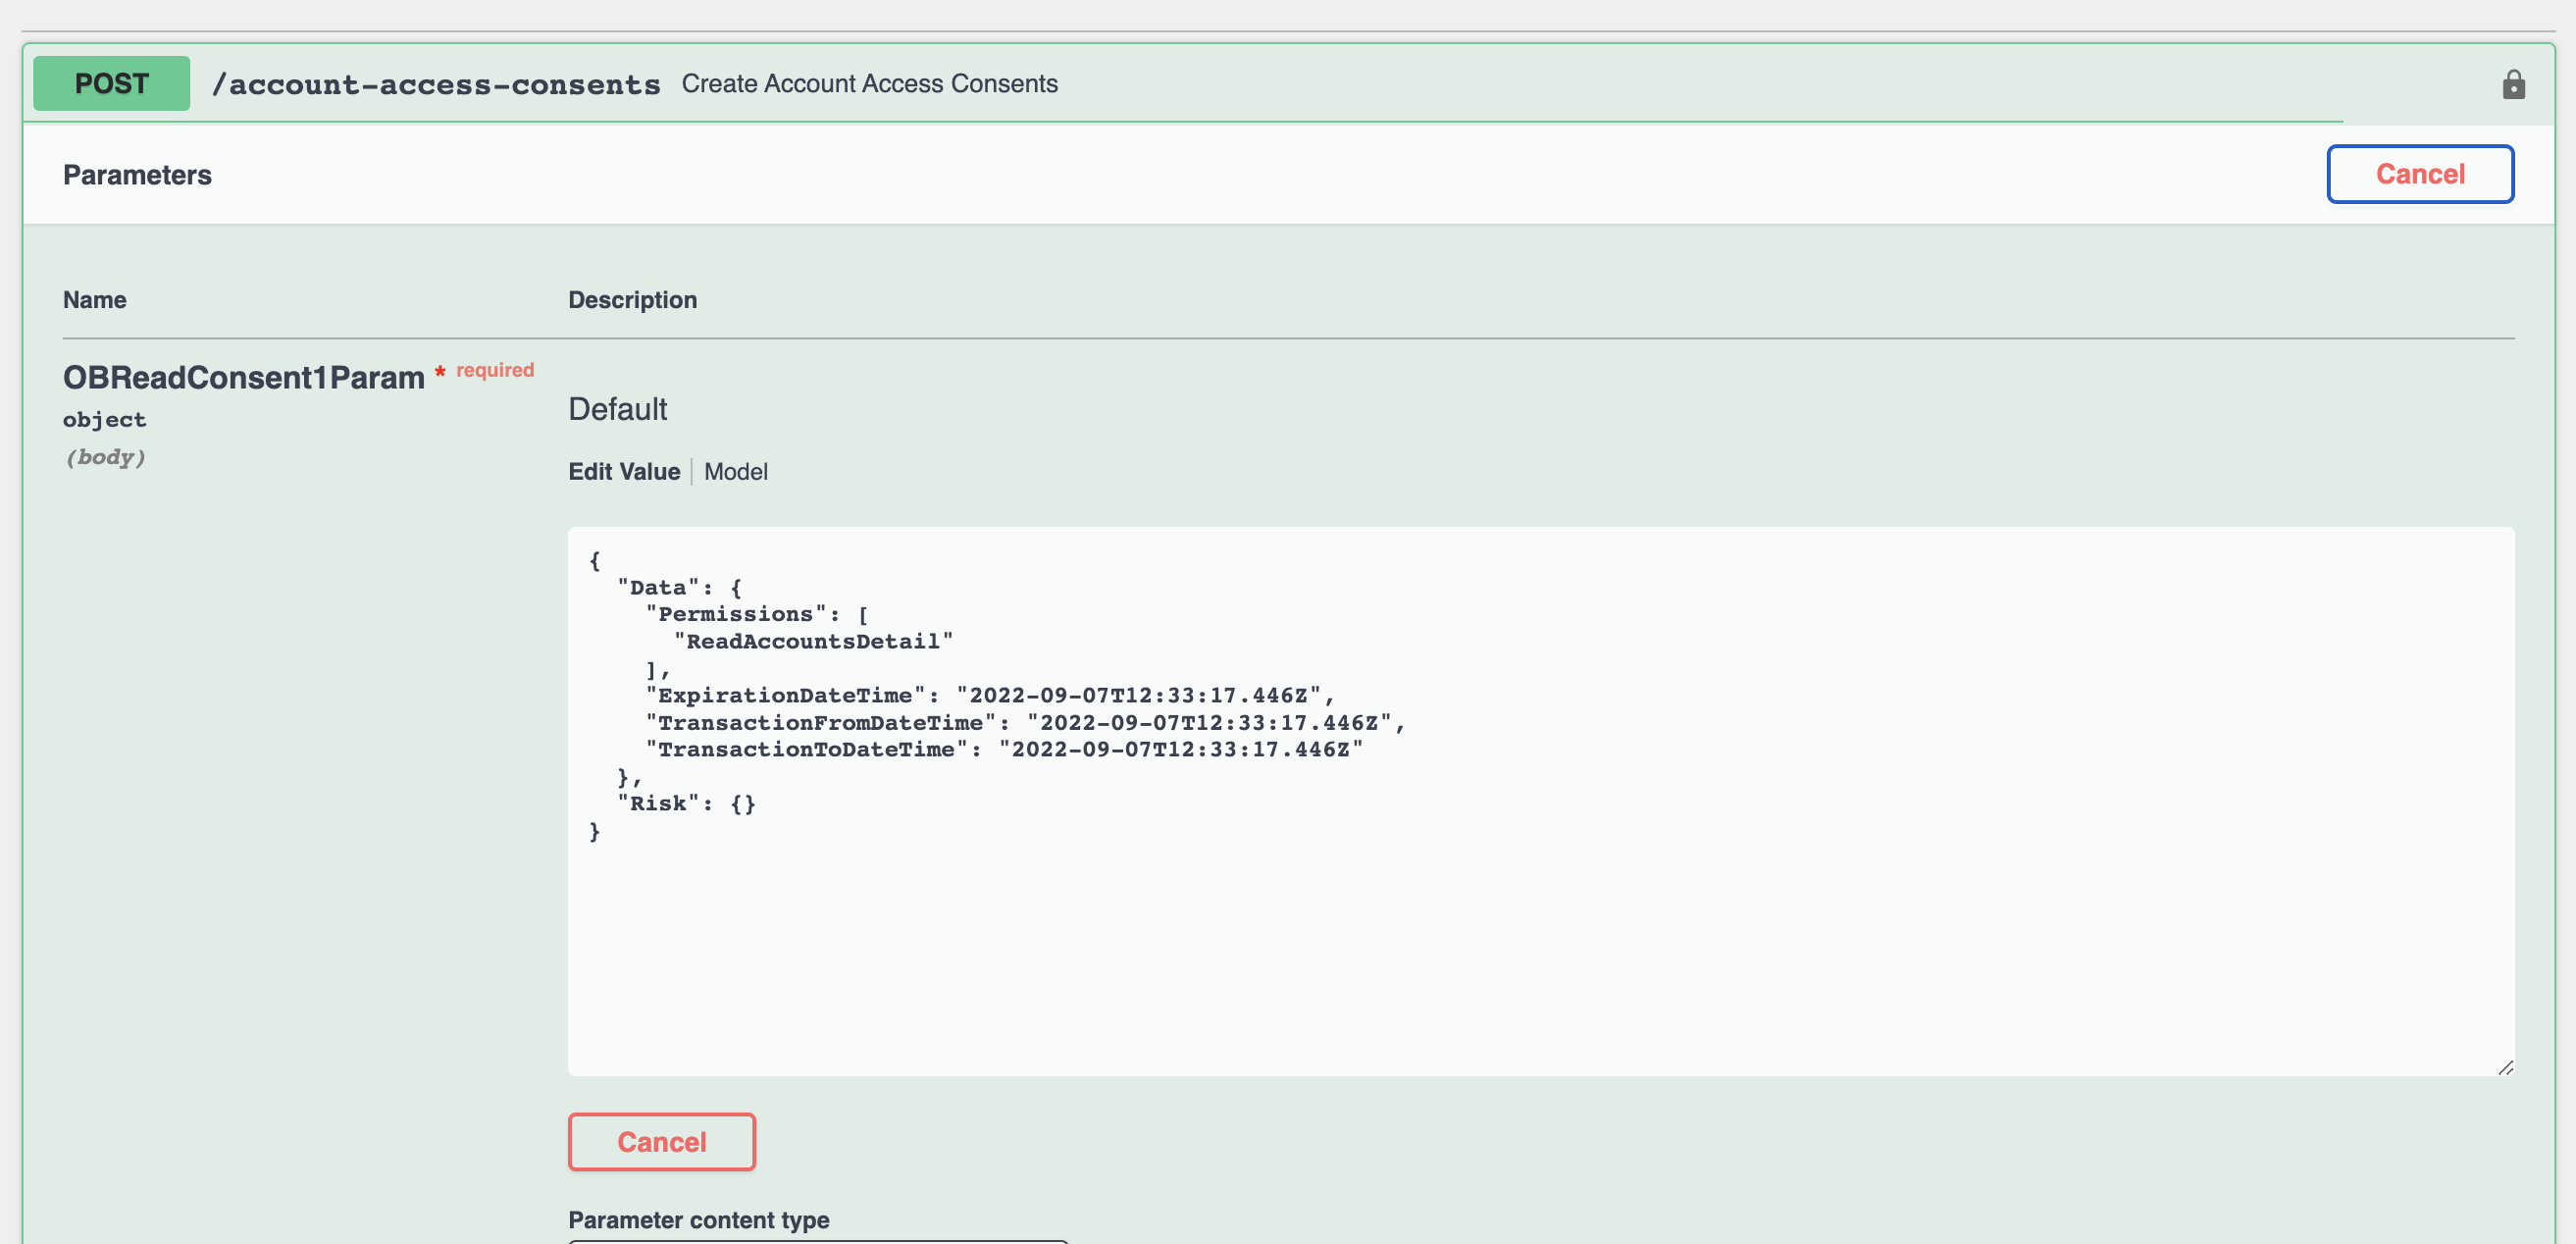 POST /account-access-consents Create Account Access Consents
Parameters
Cancel
Name Description
OBReadConsent1Param * required
object
(body)
Default
Edit Value Model
{
  "Data": {
    "Permissions": [
      "ReadAccountsDetail"
    ],
    "ExpirationDateTime": "2022-09-07T12:33:17.446Z",
    "TransactionFromDateTime": "2022-09-07T12:33:17.446Z",
    "TransactionToDateTime": "2022-09-07T12:33:17.446Z"
  },
  "Risk": {}
}
Cancel
Parameter content type